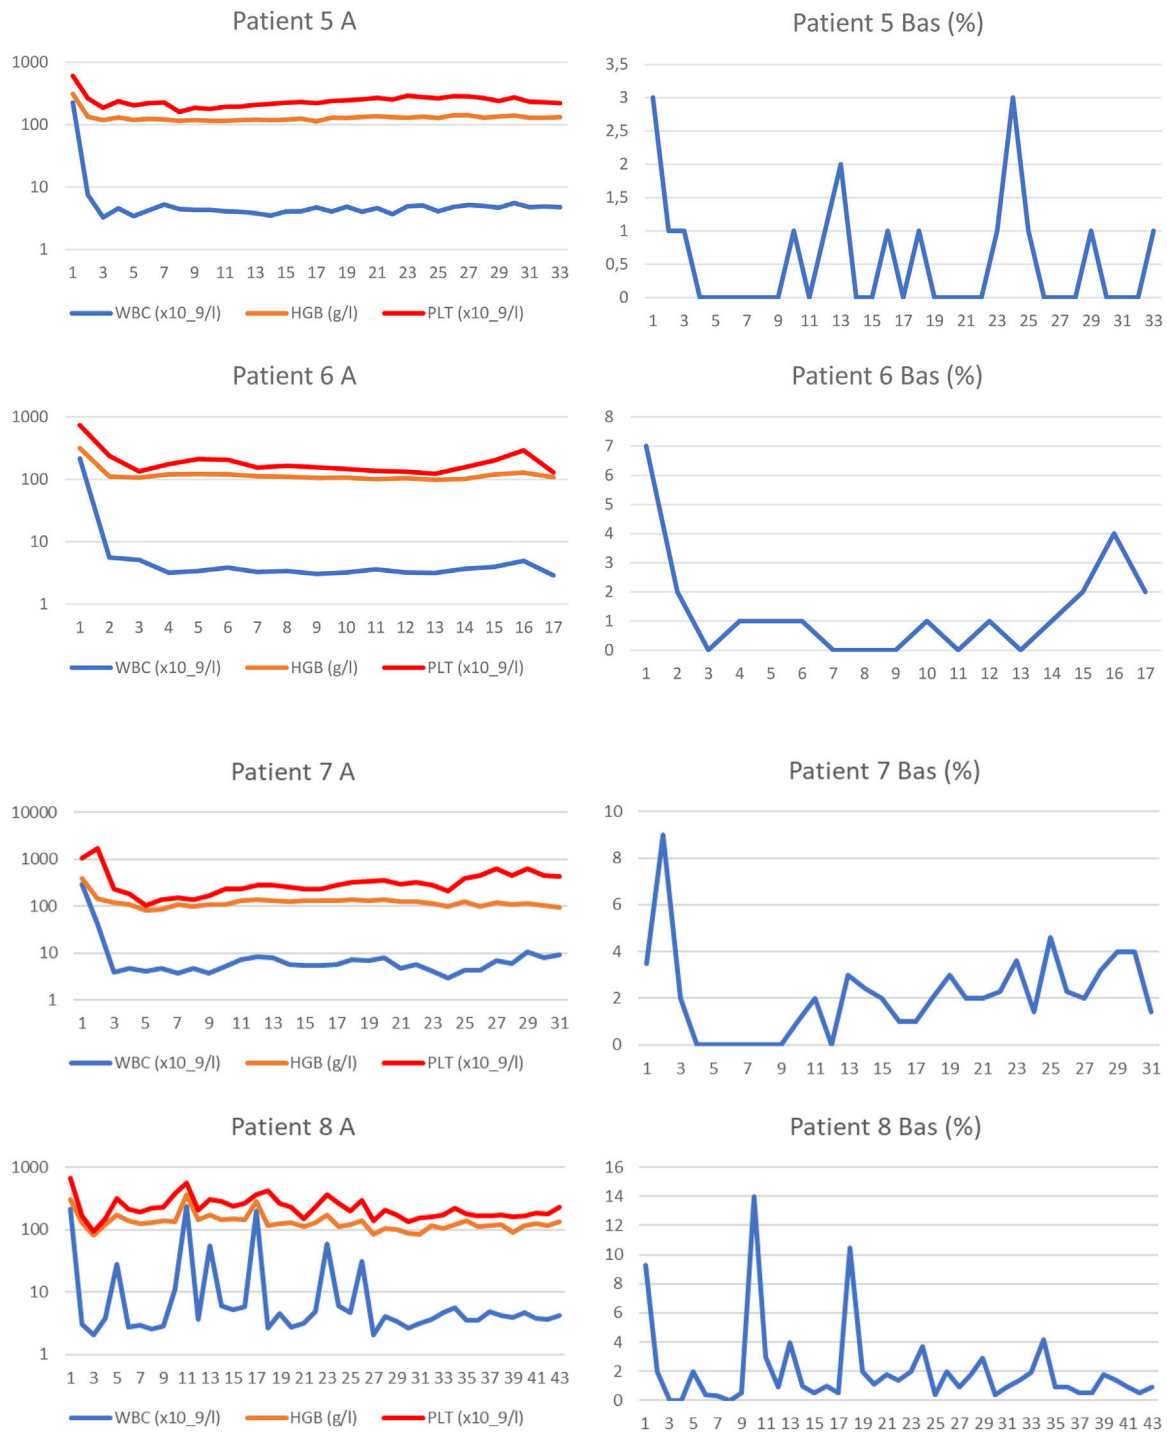 Patient 5 A
1000
100
10
1
1 3 5 7 9 11 13 15 17 19 21 23 25 27 29 31 33
WBC (x10_9/l) HGB (g/l) PLT (x10_9/l)
Patient 5 Bas (%)
3,5
3
2,5
2
1,5
1
0,5
0
1 3 5 7 9 11 13 15 17 19 21 23 25 27 29 31 33
Patient 6 A
1000
100
10
1
1 2 3 4 5 6 7 8 9 10 11 12 13 14 15 16 17
WBC (x10_9/l) HGB (g/l) PLT (x10_9/l)
Patient 6 Bas (%)
8
7
6
5
4
3
2
1
0
1 2 3 4 5 6 7 8 9 10 11 12 13 14 15 16 17
Patient 7 A
10000
1000
100
10
1
1 3 5 7 9 11 13 15 17 19 21 23 25 27 29 31
WBC (x10_9/l) HGB (g/l) PLT (x10_9/l)
Patient 7 Bas (%)
10
8
6
4
2
0
1 3 5 7 9 11 13 15 17 19 21 23 25 27 29 31
Patient 8 A
1000
100
10
1
1 3 5 7 9 11 13 15 17 19 21 23 25 27 29 31 33 35 37 39 41 43
WBC (x10_9/l) HGB (g/l) PLT (x10_9/l)
Patient 8 Bas (%)
16
14
12
10
8
6
4
2
0
1 3 5 7 9 11 13 15 17 19 21 23 25 27 29 31 33 35 37 39 41 43